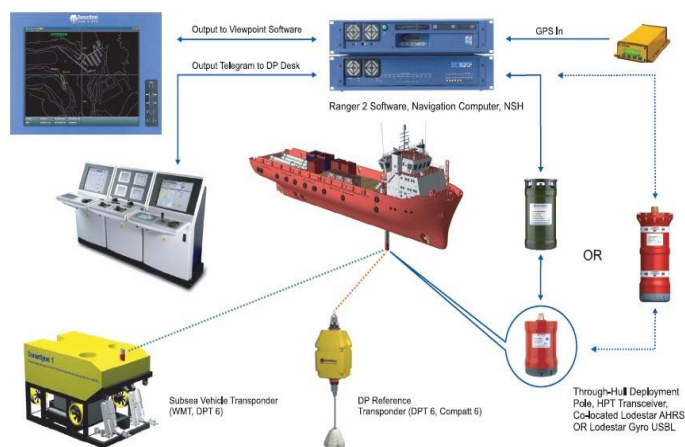 Output to Viewpoint Software
GPS In
Output Telegram to DP Desk
Ranger 2 Software, Navigation Computer, NSH
OR
Sonardyne 1
Subsea Vehicle Transponder
(WMT, DPT 6)
DP Reference
Transponder (DPT 6, Compatt 6)
Through-Hull Deployment
Pole, HPT Transceiver,
Co-located Lodestar AHRS
OR Lodestar Gyro USBL